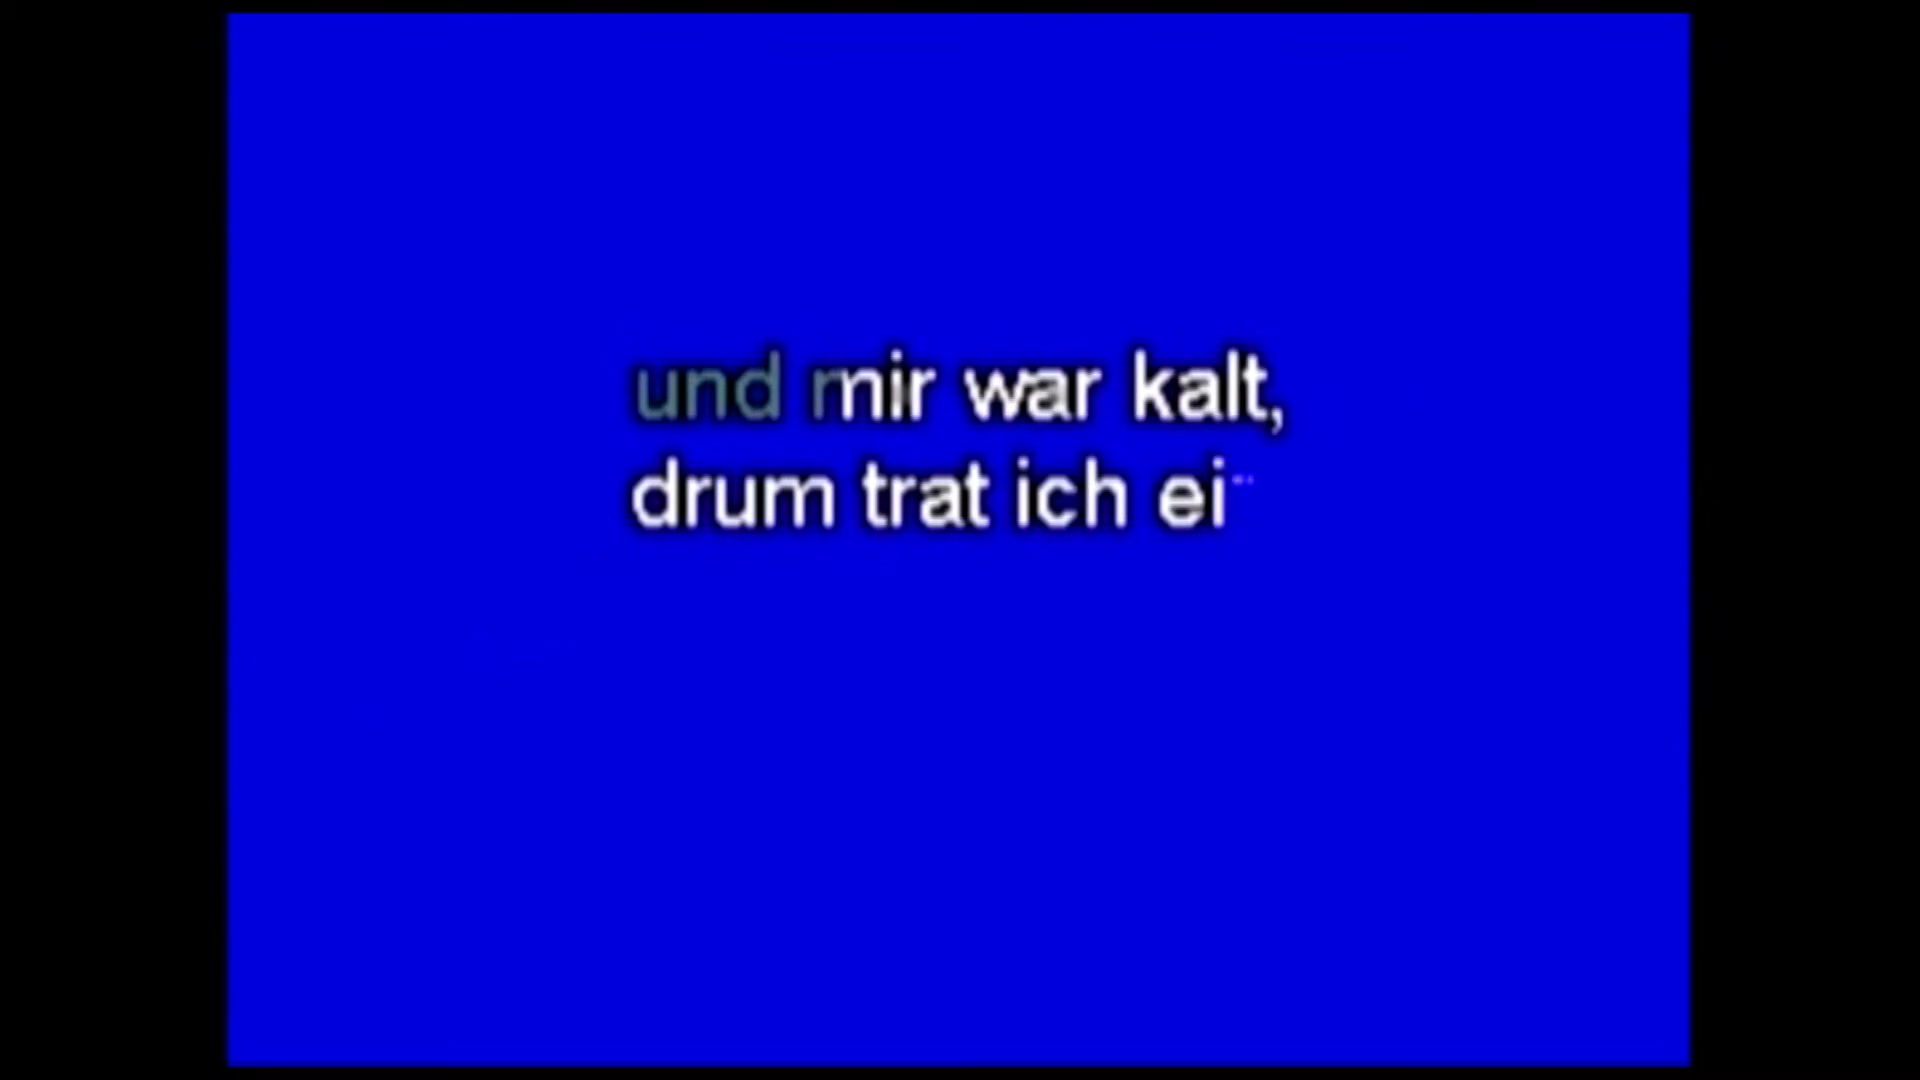 und mir war kalt,
drum trat ich ei